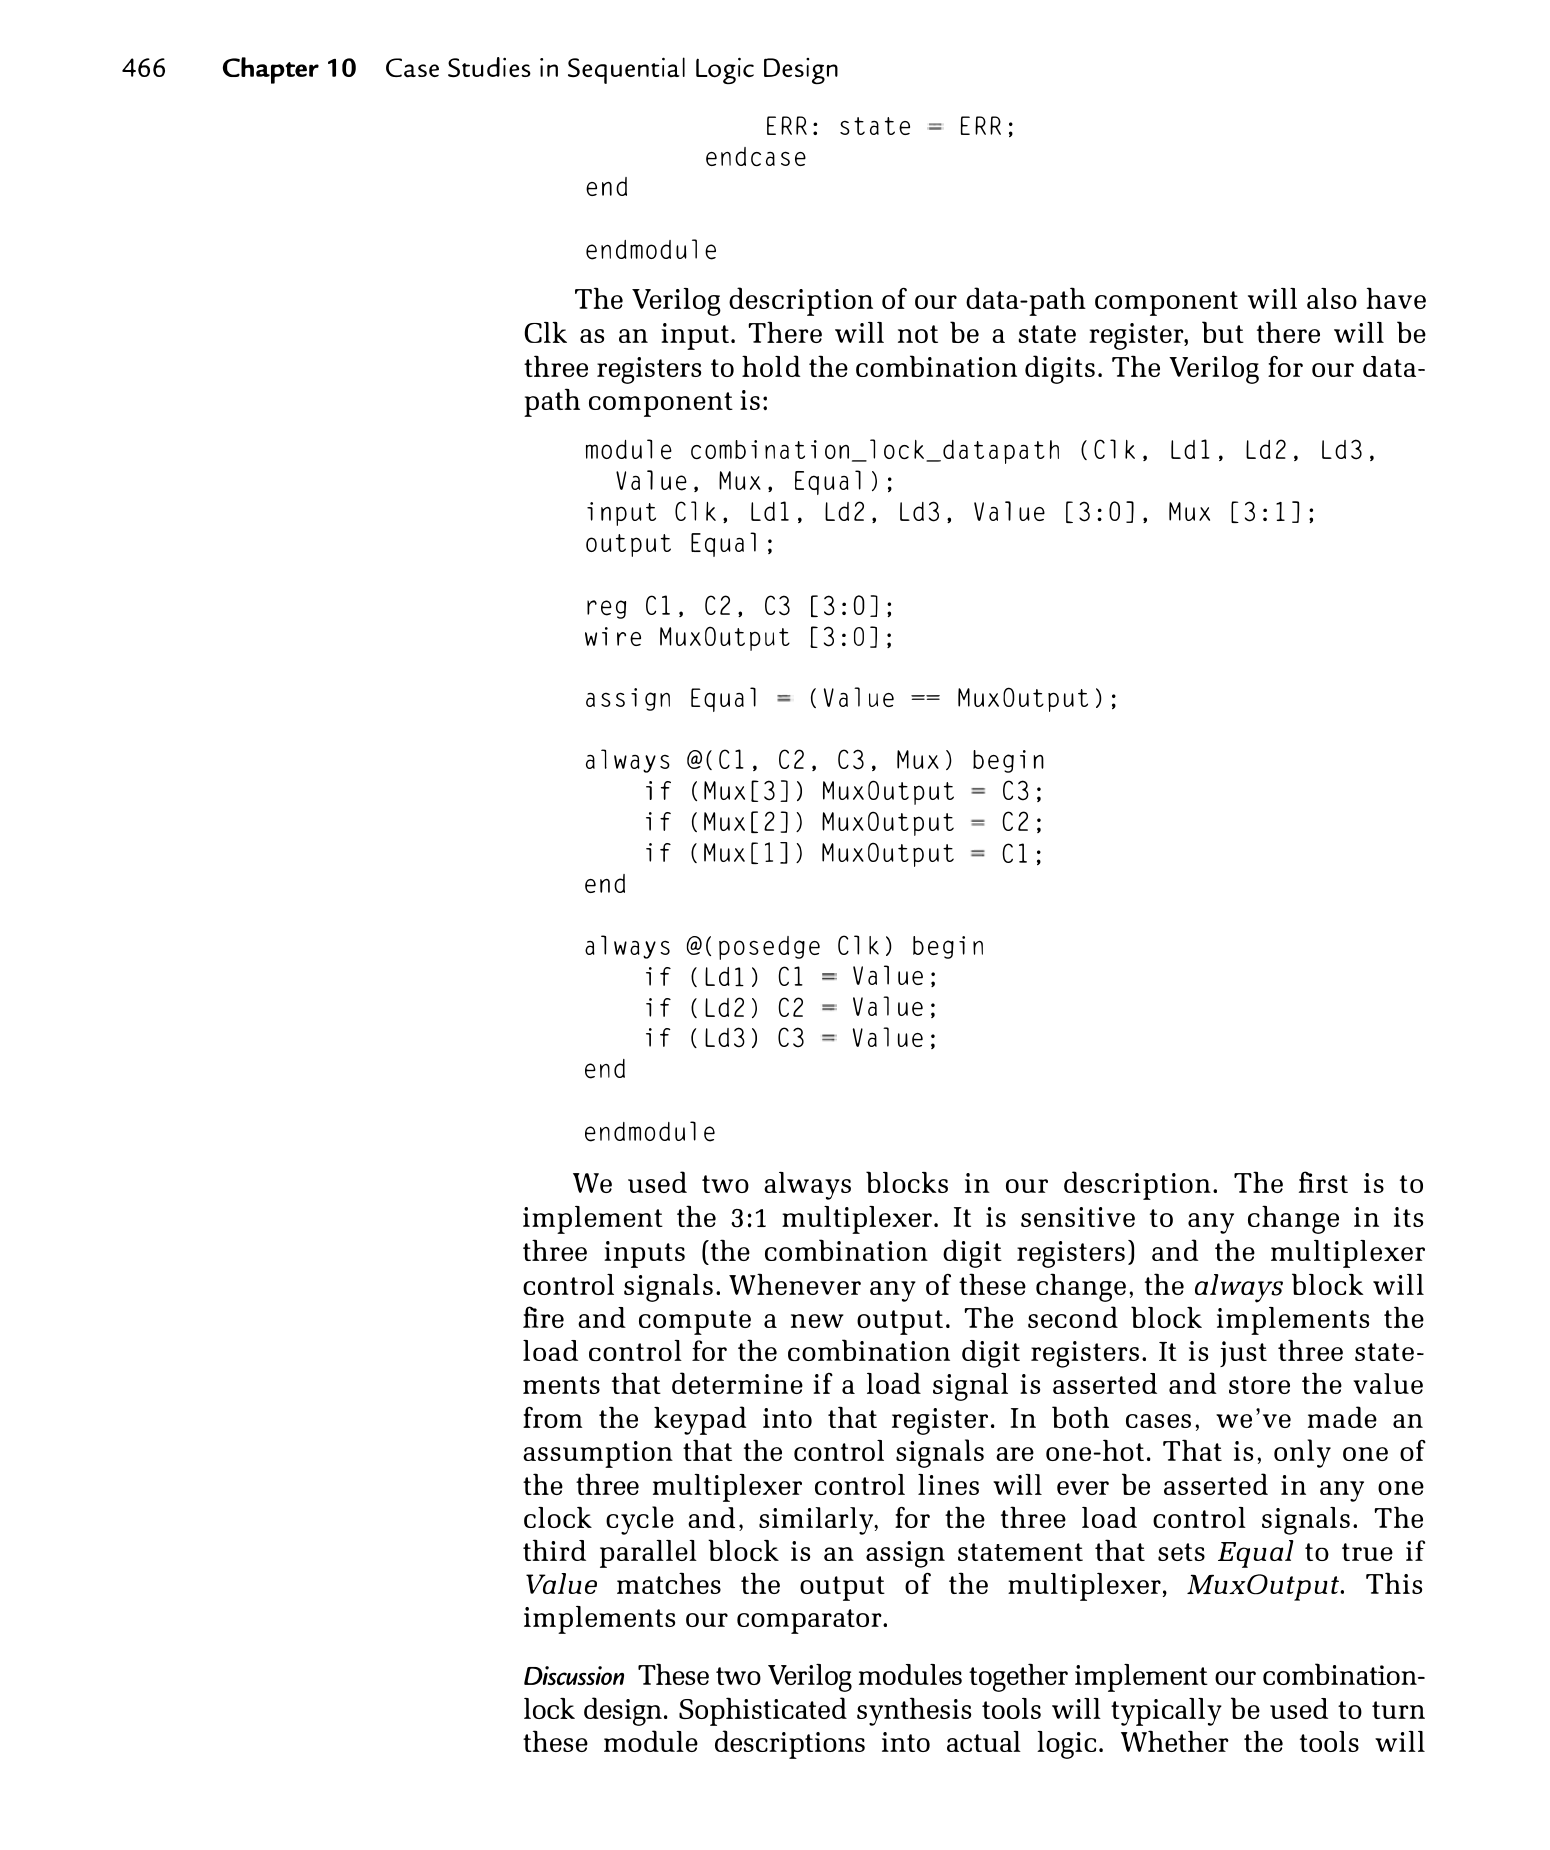 466 Chapter 10 Case Studies in Sequential Logic Design
ERR: state = ERR;
endcase
end
endmodule
The Verilog description of our data-path component will also have
Clk as an input. There will not be a state register, but there will be
three registers to hold the combination digits. The Verilog for our data-
path component is:
module combination_lock_datapath (Clk, Ld1, Ld2, Ld3,
Value, Mux, Equal);
input Clk, Ld1, Ld2, Ld3, Value [3:0], Mux [3:1];
output Equal;
reg C1, C2, C3 [3:0];
wire MuxOutput [3:0];
assign Equal = (Value == MuxOutput);
always @(C1, C2, C3, Mux) begin
if (Mux[3]) MuxOutput = C3;
if (Mux[2]) MuxOutput = C2;
if (Mux[1]) MuxOutput = C1;
end
always @(posedge Clk) begin
if (Ld1) C1 = Value;
if (Ld2) C2 = Value;
if (Ld3) C3 = Value;
end
endmodule
We used two always blocks in our description. The first is to
implement the 3:1 multiplexer. It is sensitive to any change in its
three inputs (the combination digit registers) and the multiplexer
control signals. Whenever any of these change, the always block will
fire and compute a new output. The second block implements the
load control for the combination digit registers. It is just three state-
ments that determine if a load signal is asserted and store the value
from the keypad into that register. In both cases, we've made an
assumption that the control signals are one-hot. That is, only one of
the three multiplexer control lines will ever be asserted in any one
clock cycle and, similarly, for the three load control signals. The
third parallel block is an assign statement that sets Equal to true if
Value matches the output of the multiplexer, MuxOutput. This
implements our comparator.
Discussion These two Verilog modules together implement our combination-
lock design. Sophisticated synthesis tools will typically be used to turn
these module descriptions into actual logic. Whether the tools will